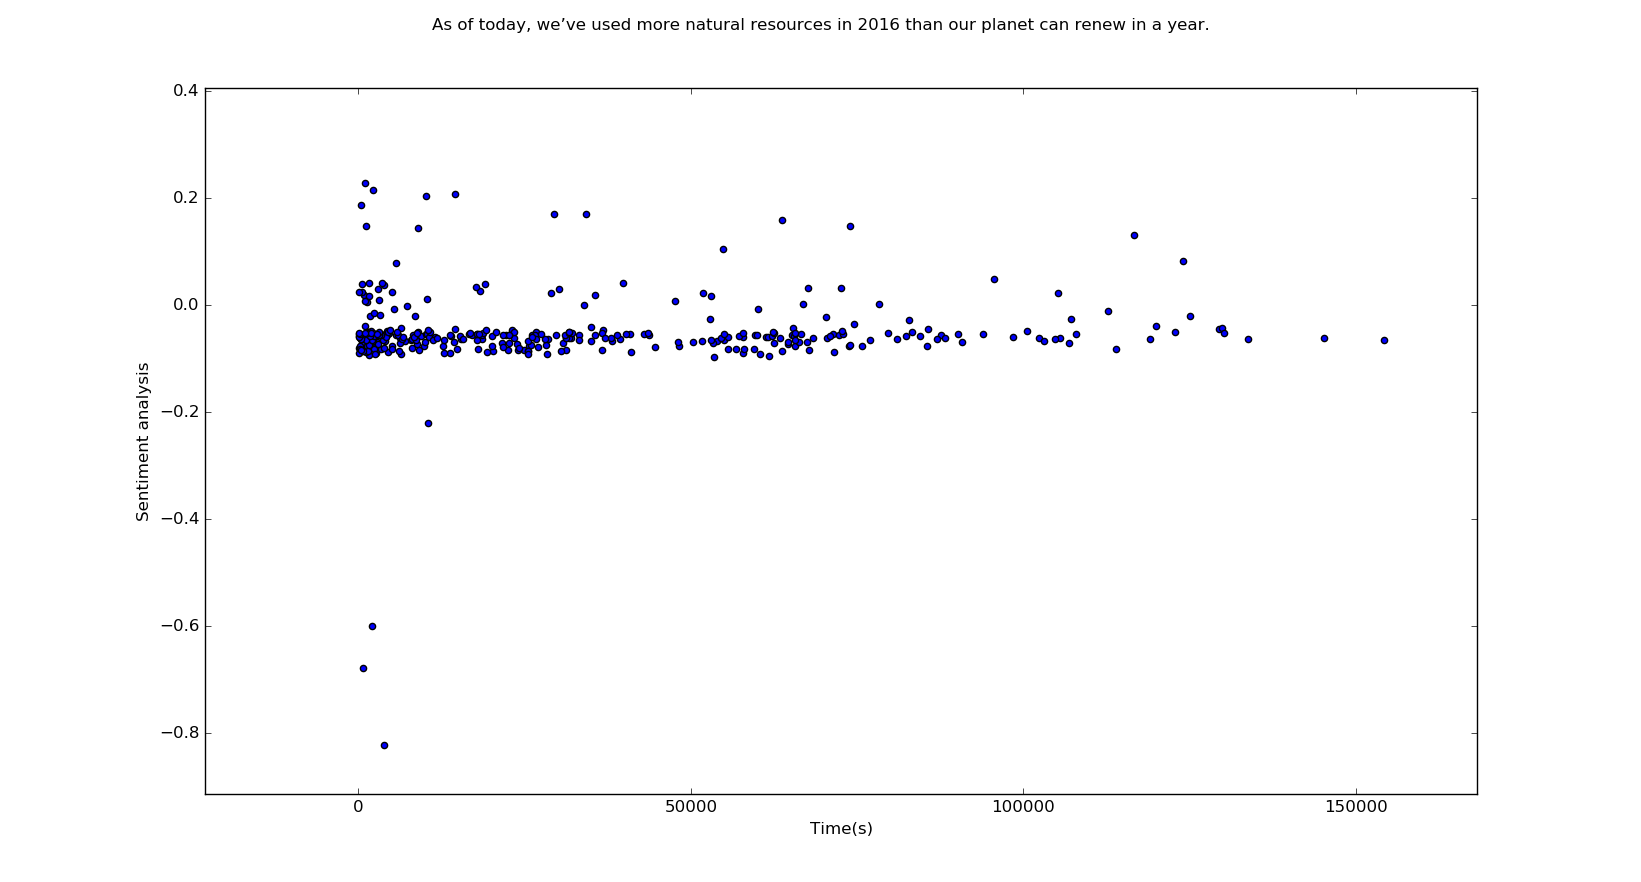 As of today, we’ve used more natural resources in 2016 than our planet can renew in a year.
0.4
0.2
0.0
−0.2
−0.4
−0.6
−0.8
Sentiment analysis
0 50000 100000 150000
Time(s)